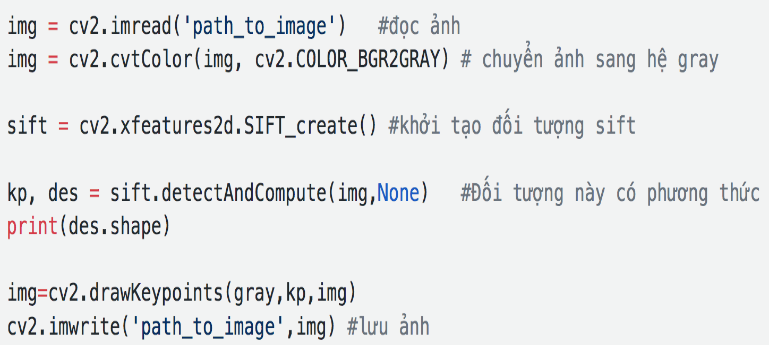 img = cv2.imread('path_to_image')   #đọc ảnh
img = cv2.cvtColor(img, cv2.COLOR_BGR2GRAY) # chuyển ảnh sang hệ gray
sift = cv2.xfeatures2d.SIFT_create() #khởi tạo đối tượng sift
kp, des = sift.detectAndCompute(img,None)   #Đối tượng này có phương thức
print(des.shape)
img=cv2.drawKeypoints(gray,kp,img)
cv2.imwrite('path_to_image',img) #lưu ảnh